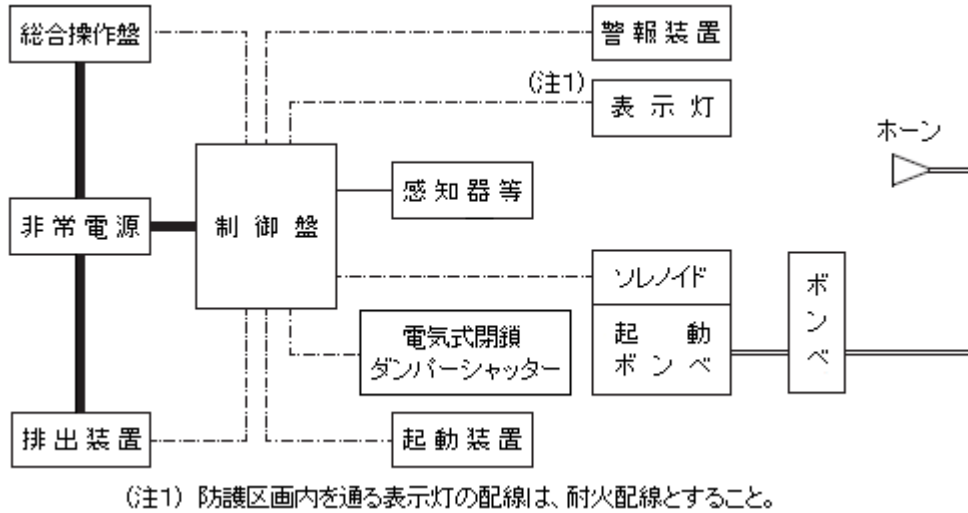 総合操作盤
警報装置
(注1)
表示灯
ホーン
感知器等
非常電源
制御盤
ソレノイド
ボンベ
電気式閉鎖
ダンパーシャッター
起動
ボンベ
排出装置
起動装置
(注1) 防護区画内を通る表示灯の配線は、耐火配線とすること。